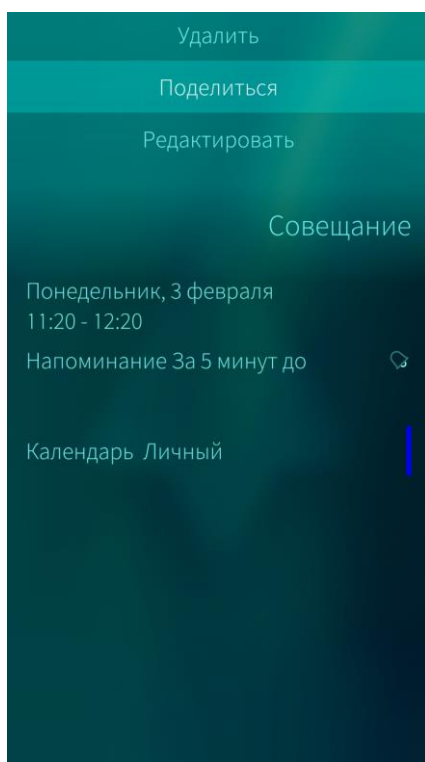 Удалить
Поделиться
Редактировать
Совещание
Понедельник, 3 февраля
11:20 - 12:20
Напоминание За 5 минут до
Календарь Личный